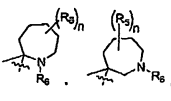 (R₅)n (R₅)n
N N
R₆ , R₆